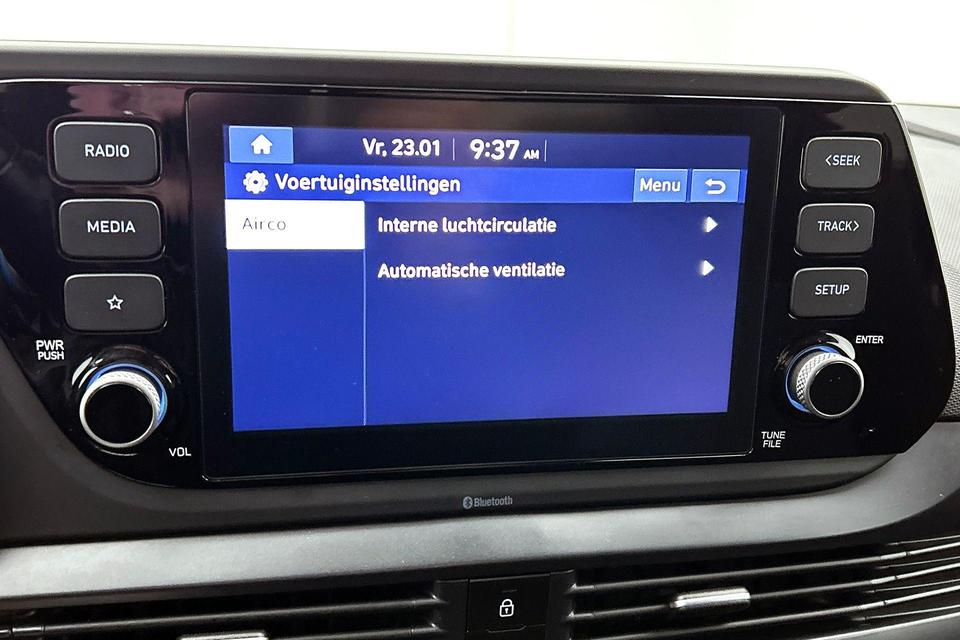 RADIO
MEDIA
PWR
PUSH
VOL
Vr, 23.01
9:37 AM
Voertuiginstellingen
Menu
Airco
Interne luchtcirculatie
Automatische ventilatie
<SEEK
TRACK>
SETUP
ENTER
TUNE
FILE
Bluetooth